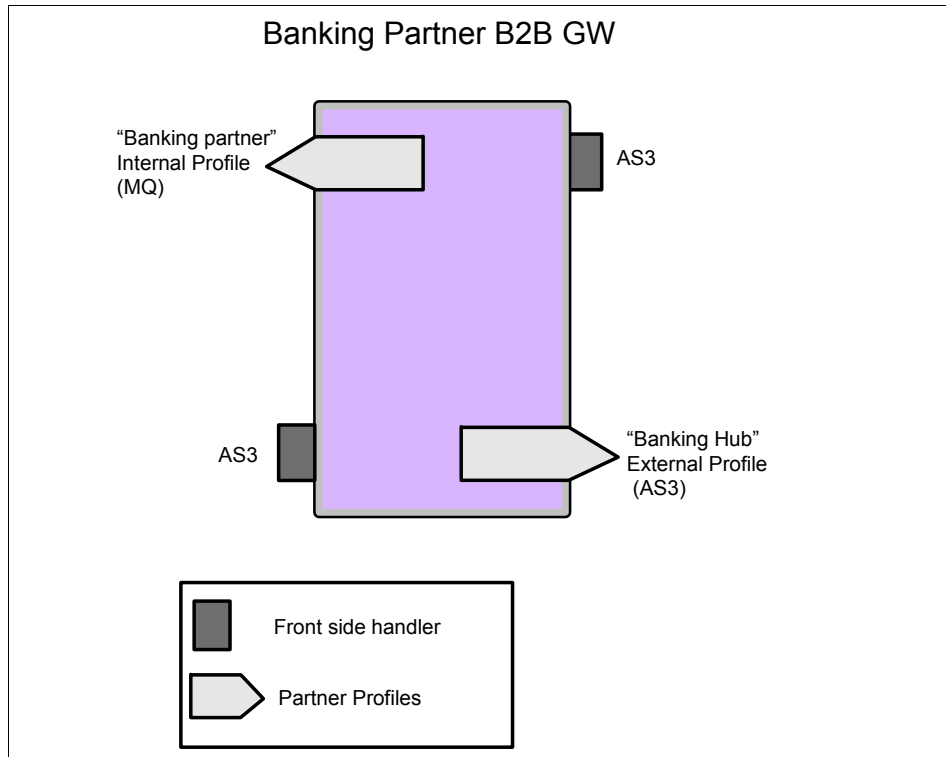 Banking Partner B2B GW
“Banking partner”
Internal Profile
(MQ)
AS3
AS3
“Banking Hub”
External Profile
(AS3)
Front side handler
Partner Profiles